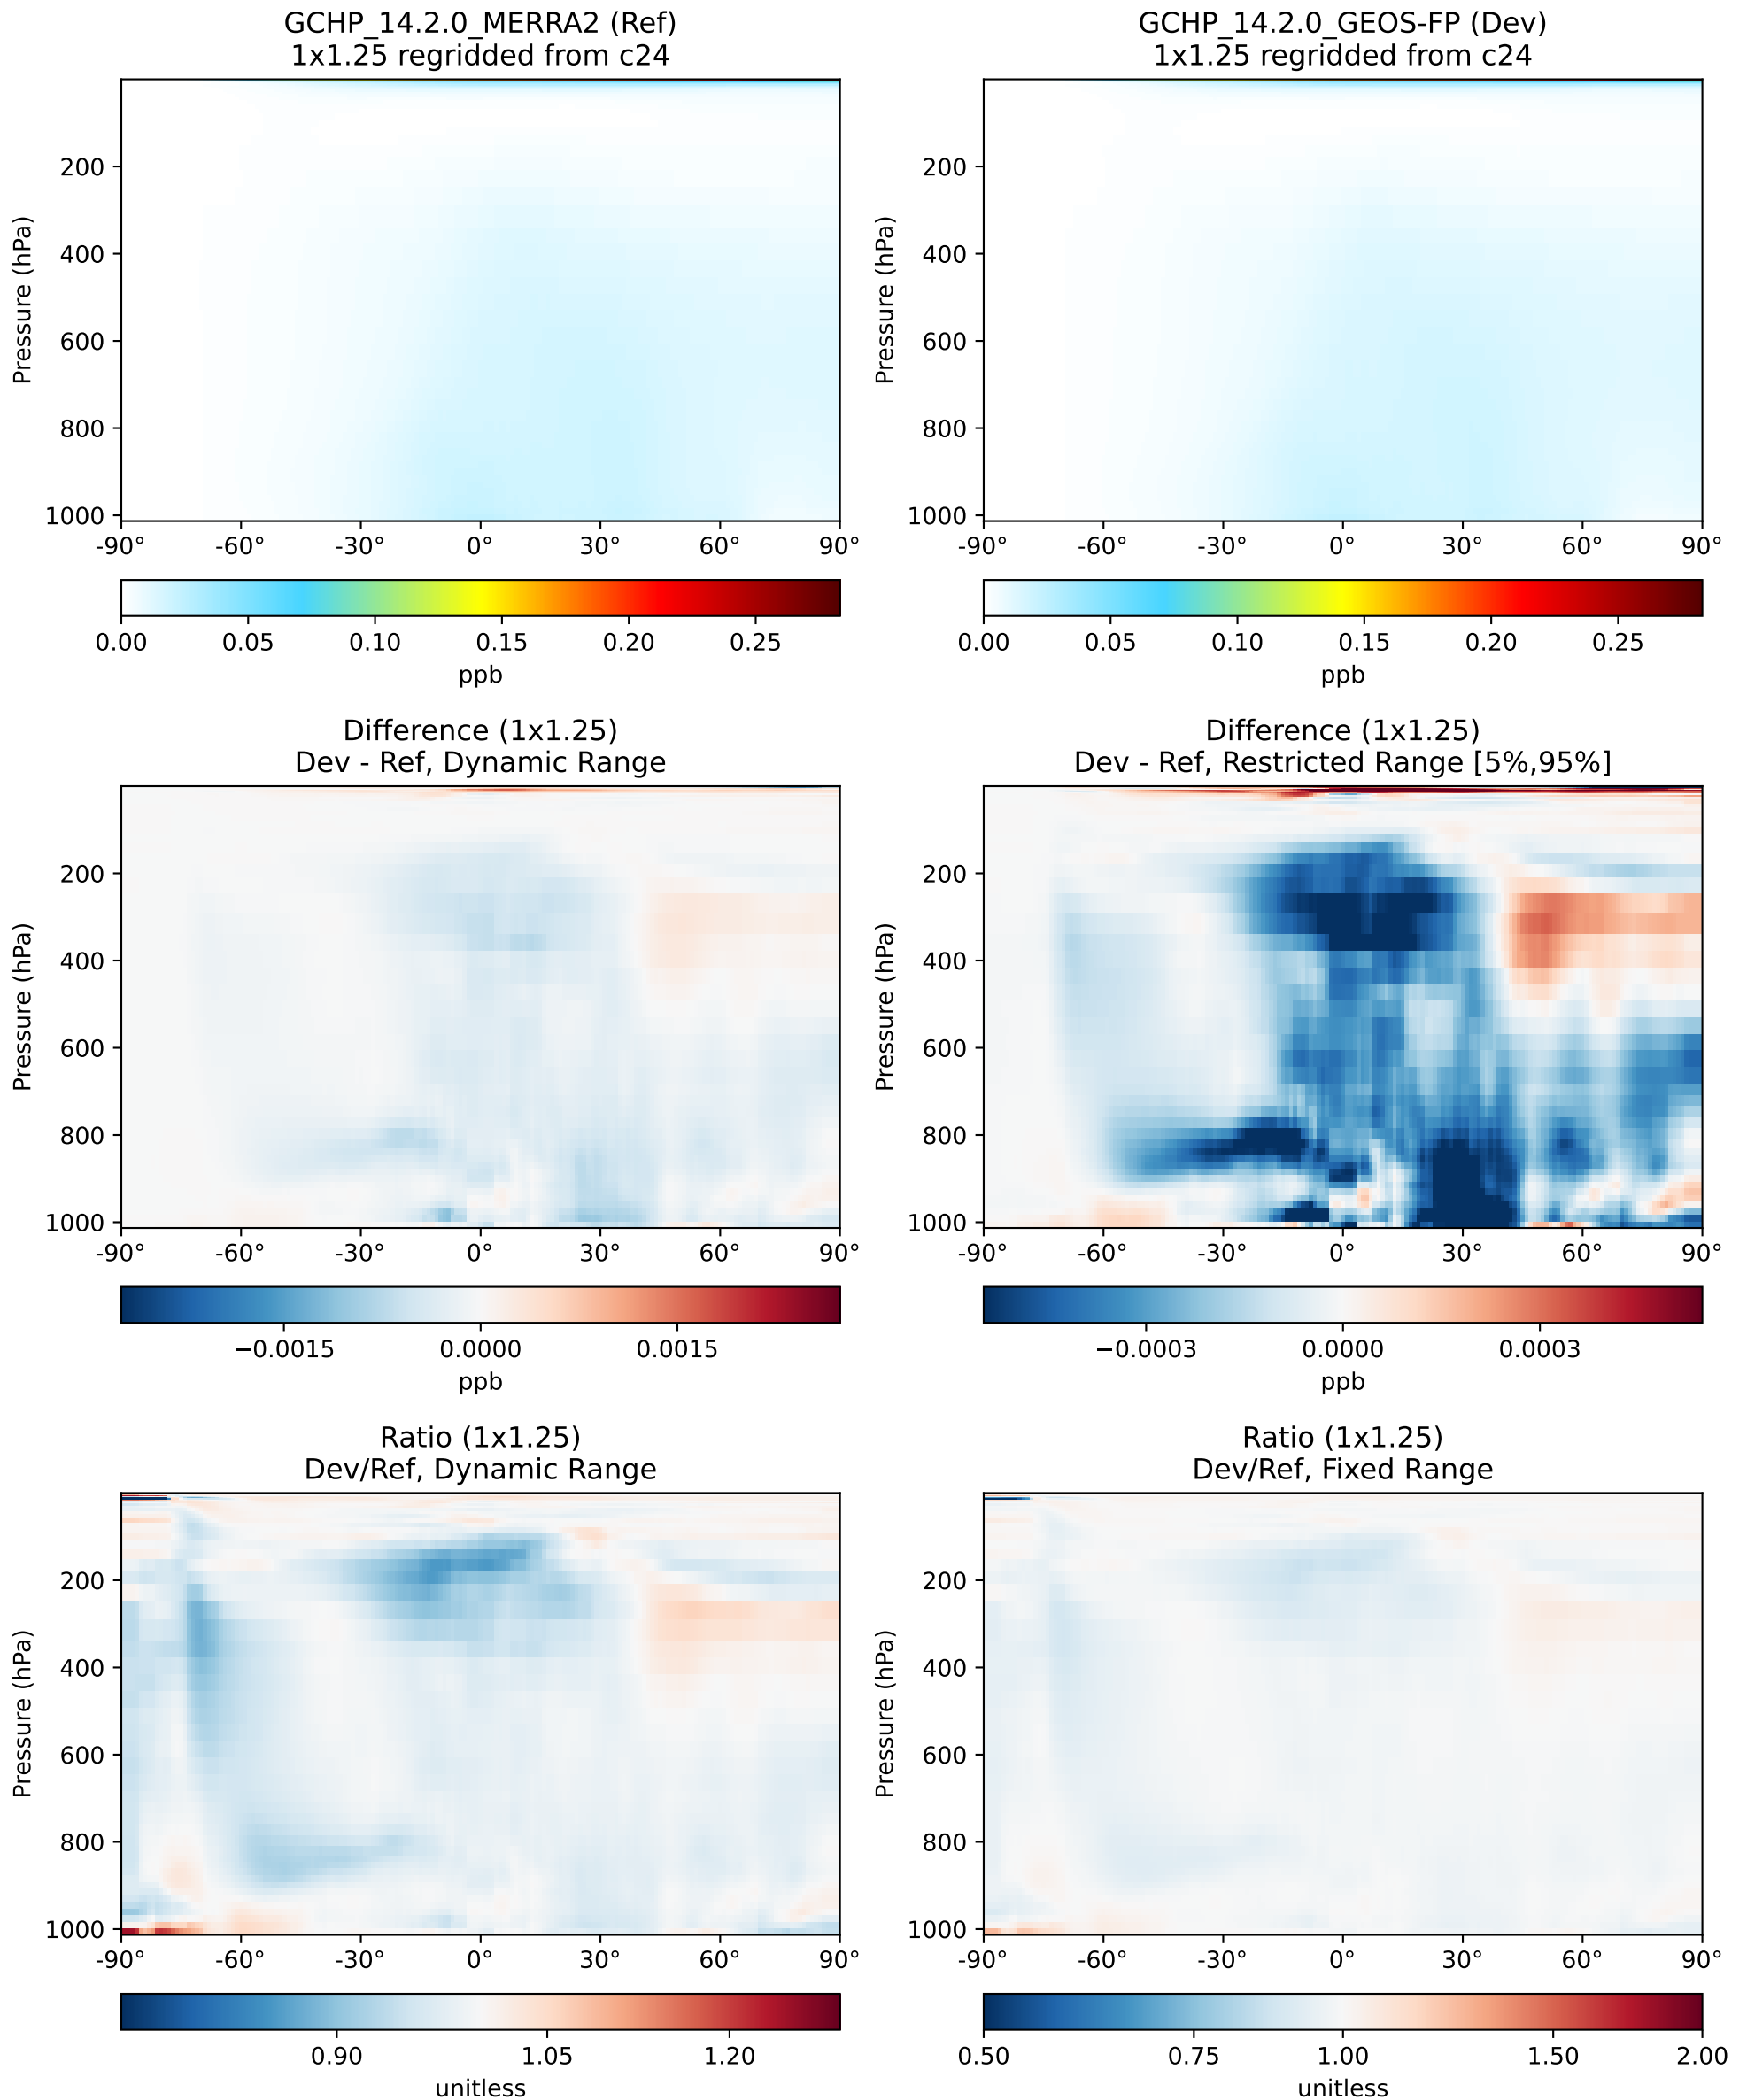 GCHP_14.2.0_MERRA2 (Ref)
1x1.25 regridded from c24
Pressure (hPa)
200
400
600
800
1000
-90° -60° -30° 0° 30° 60° 90°
0.00 0.05 0.10 0.15 0.20 0.25
ppb
GCHP_14.2.0_GEOS-FP (Dev)
1x1.25 regridded from c24
Pressure (hPa)
200
400
600
800
1000
-90° -60° -30° 0° 30° 60° 90°
0.00 0.05 0.10 0.15 0.20 0.25
ppb
Difference (1x1.25)
Dev - Ref, Dynamic Range
Pressure (hPa)
200
400
600
800
1000
-90° -60° -30° 0° 30° 60° 90°
−0.0015 0.0000 0.0015
ppb
Difference (1x1.25)
Dev - Ref, Restricted Range [5%,95%]
Pressure (hPa)
200
400
600
800
1000
-90° -60° -30° 0° 30° 60° 90°
−0.0003 0.0000 0.0003
ppb
Ratio (1x1.25)
Dev/Ref, Dynamic Range
Pressure (hPa)
200
400
600
800
1000
-90° -60° -30° 0° 30° 60° 90°
0.90 1.05 1.20
unitless
Ratio (1x1.25)
Dev/Ref, Fixed Range
Pressure (hPa)
200
400
600
800
1000
-90° -60° -30° 0° 30° 60° 90°
0.50 0.75 1.00 1.50 2.00
unitless